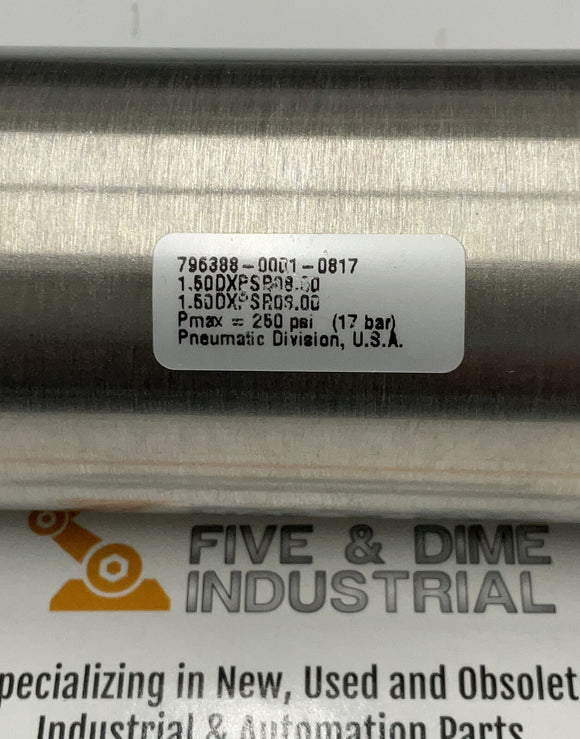 796388-0001-0817
1.50DXPSR08.00
1.50DXPSR08.00
Pmax = 250 psi (17 bar)
Pneumatic Division, U.S.A.
FIVE & DIME
INDUSTRIAL
pecializing in New, Used and Obsolet
Industrial & Automation Parts